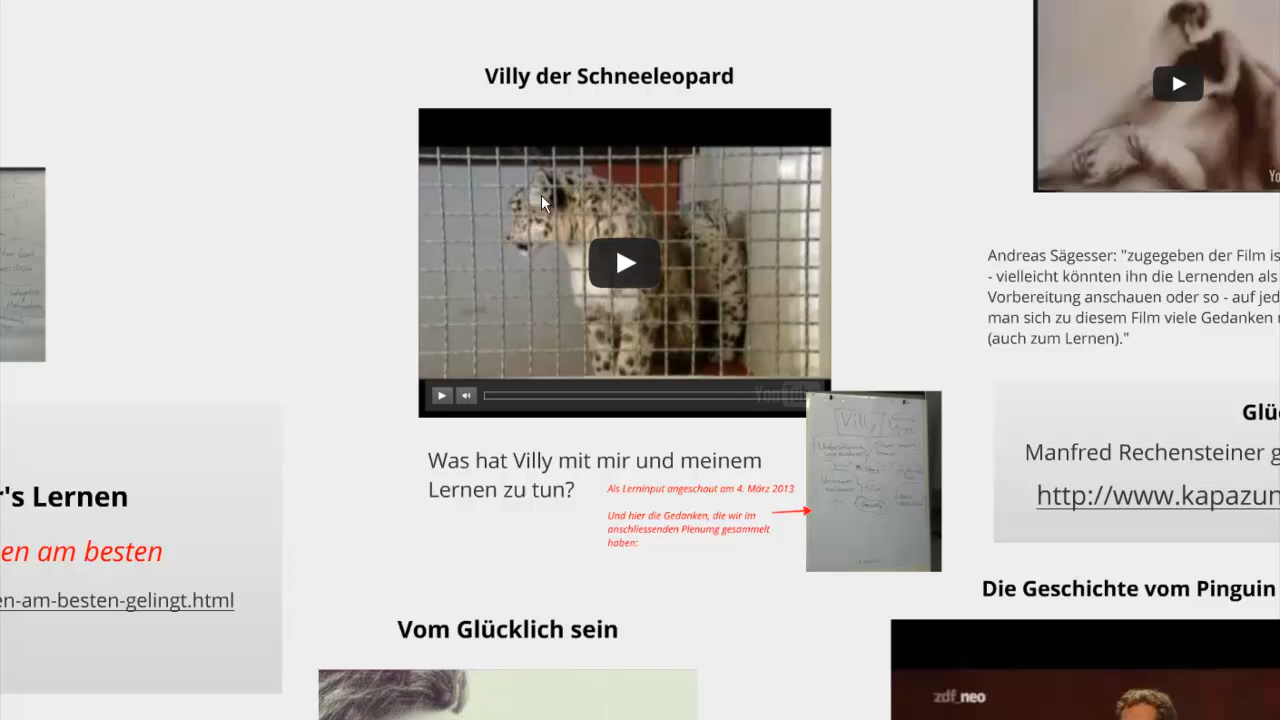 Villy der Schneeleopard
YouTube
Was hat Villy mit mir und meinem
Lernen zu tun?
Als Lerninput angeschaut am 4. März 2013
Und hier die Gedanken, die wir im
anschliessenden Plenumg gesammelt
haben:
Villy
Yo
Andreas Sägesser: "zugegeben der Film is
- vielleicht könnten ihn die Lernenden als
Vorbereitung anschauen oder so - auf jed
man sich zu diesem Film viele Gedanken
(auch zum Lernen)."
Glü
Manfred Rechensteiner g
http://www.kapazun
r's Lernen
en am besten
en-am-besten-gelingt.html
Vom Glücklich sein
Die Geschichte vom Pinguin
zdf_neo